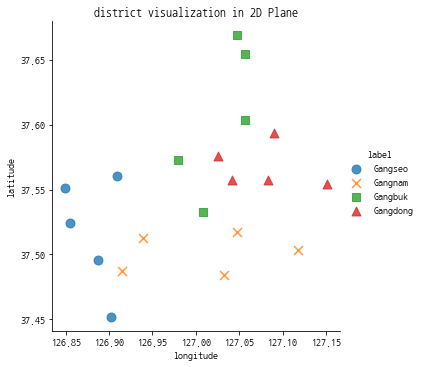 district visualization in 2D Plane
latitude
37.65
37.60
37.55
37.50
37.45
126.85 126.90 126.95 127.00 127.05 127.10 127.15
longitude
label
Gangseo
Gangnam
Gangbuk
Gangdong